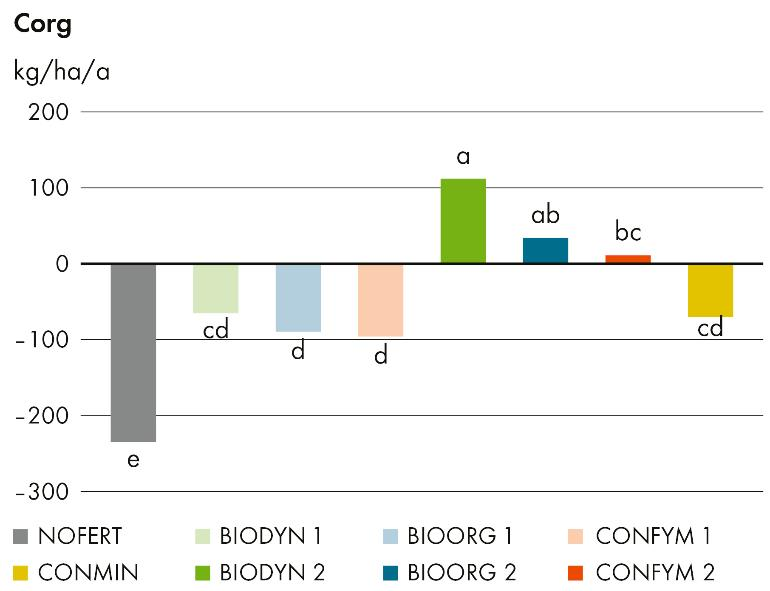 Corg
kg/ha/a
200
a
100
ab
bc
0
cd
cd
-100
d
d
-200
e
-300
NOFERT BIODYN 1 BIOORG 1 CONFYM 1
CONMIN BIODYN 2 BIOORG 2 CONFYM 2